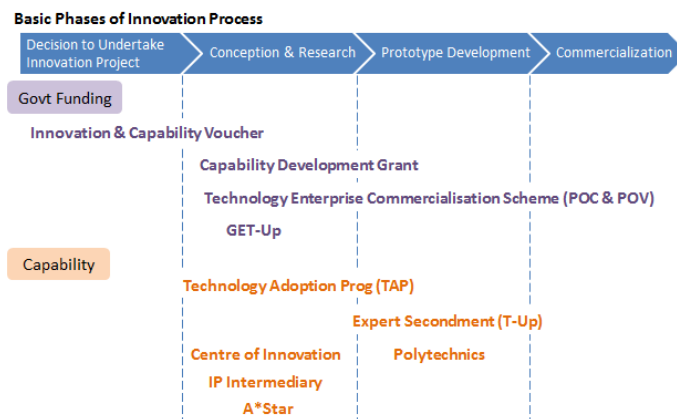 Basic Phases of Innovation Process
Decision to Undertake
Innovation Project
Conception & Research
Prototype Development
Commercialization
Govt Funding
Innovation & Capability Voucher
Capability Development Grant
Technology Enterprise Commercialisation Scheme (POC & POV)
GET-Up
Capability
Technology Adoption Prog (TAP)
Expert Secondment (T-Up)
Centre of Innovation
Polytechnics
IP Intermediary
A*Star